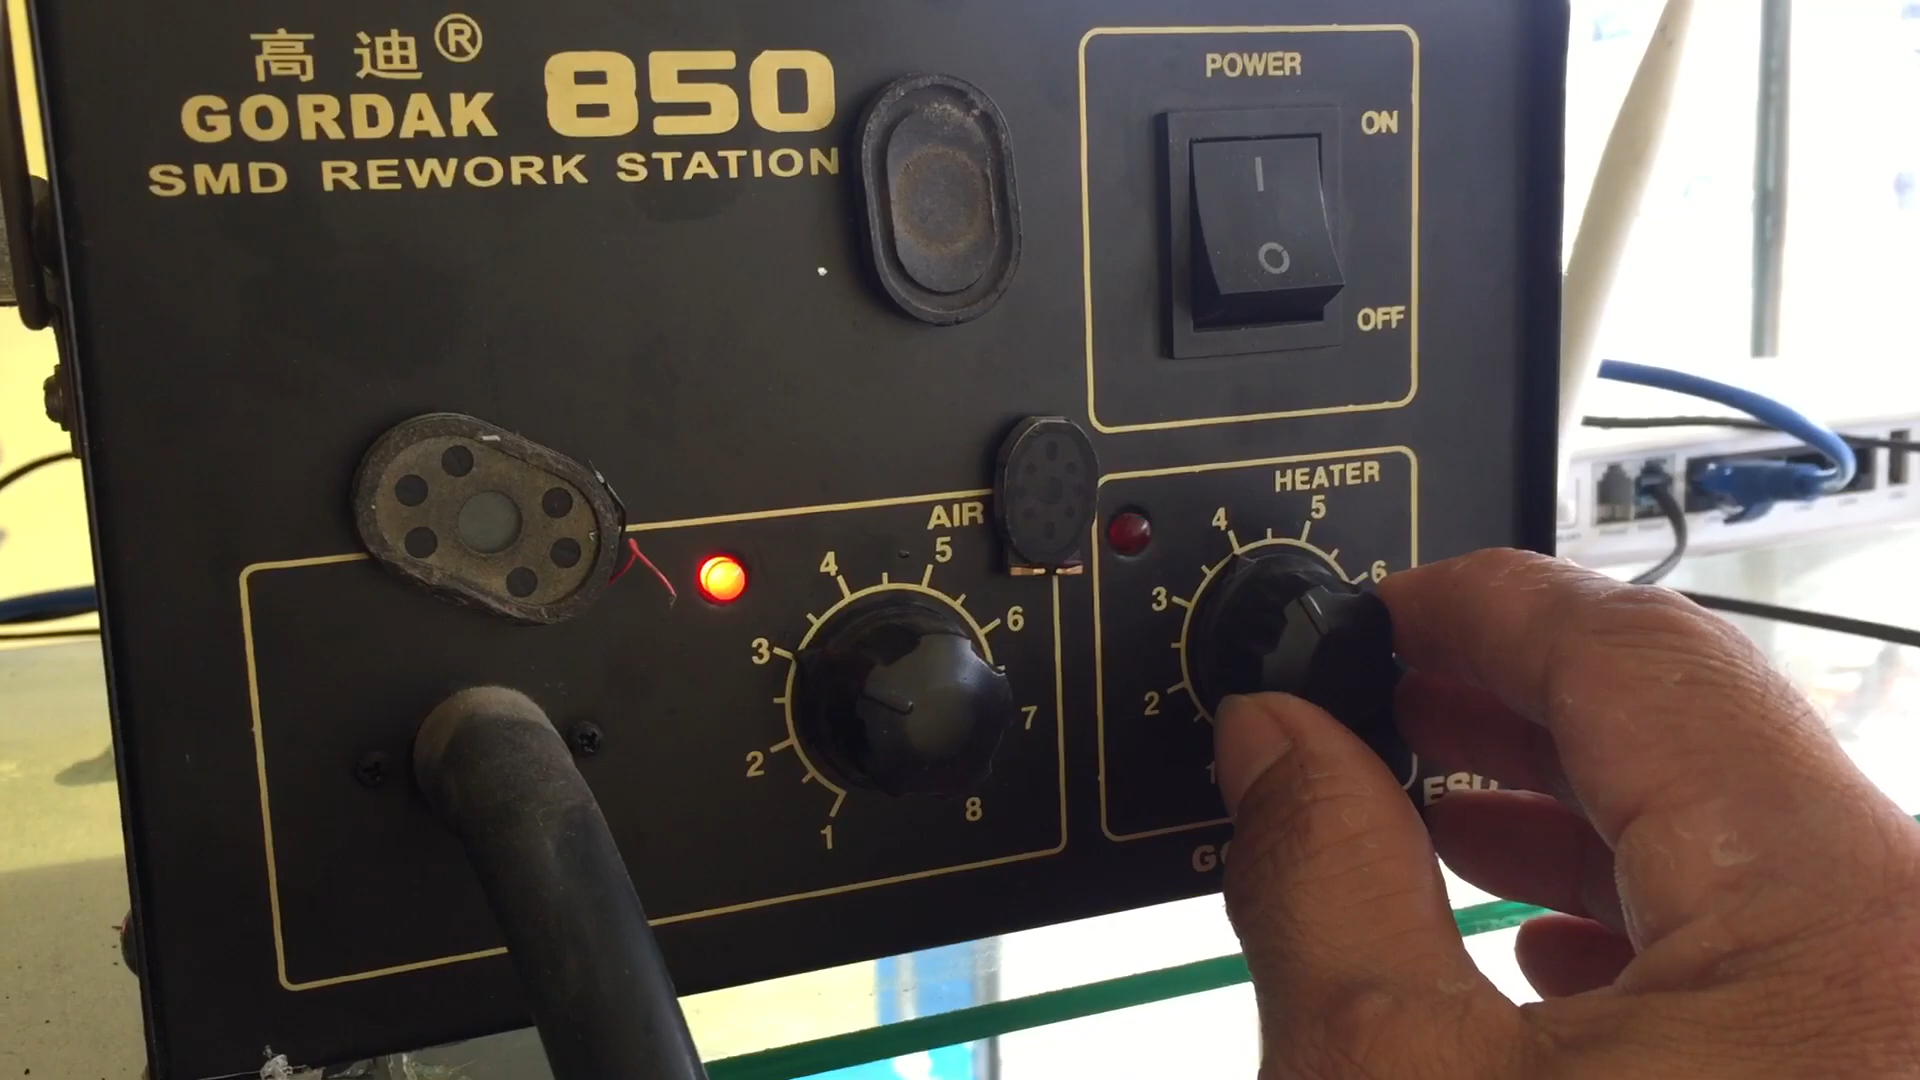 高迪®
GORDAK 850
SMD REWORK STATION
POWER
ON
I
O
OFF
AIR
1
2
3
4
5
6
7
8
HEATER
1
2
3
4
5
6